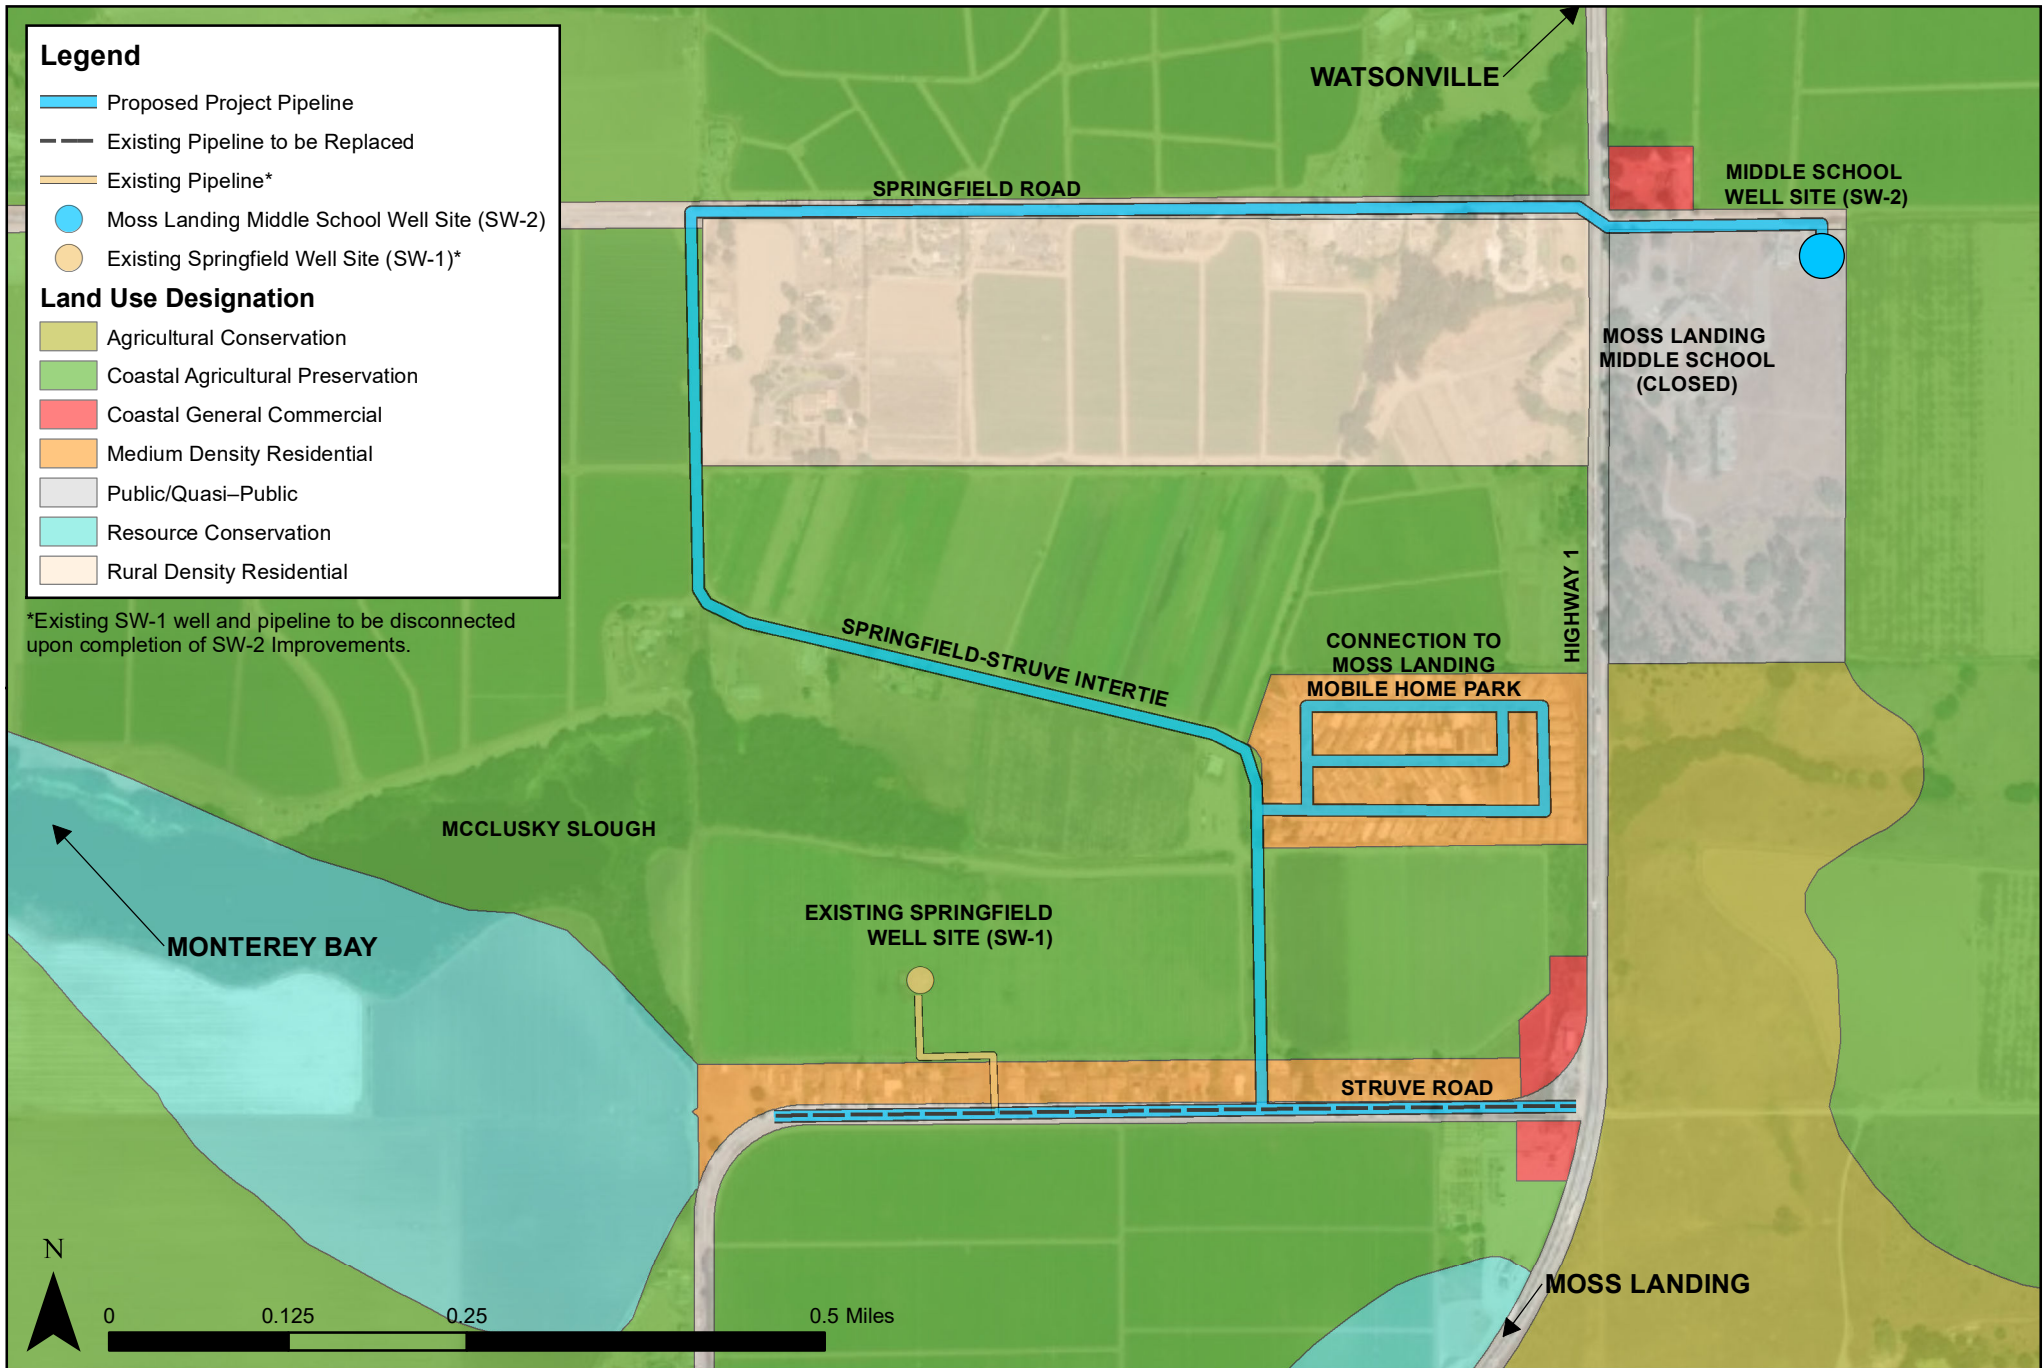 Legend
Proposed Project Pipeline
Existing Pipeline to be Replaced
Existing Pipeline*
Moss Landing Middle School Well Site (SW-2)
Existing Springfield Well Site (SW-1)*
Land Use Designation
Agricultural Conservation
Coastal Agricultural Preservation
Coastal General Commercial
Medium Density Residential
Public/Quasi–Public
Resource Conservation
Rural Density Residential
*Existing SW-1 well and pipeline to be disconnected
upon completion of SW-2 Improvements.
WATSONVILLE
SPRINGFIELD ROAD
MIDDLE SCHOOL
WELL SITE (SW-2)
MOSS LANDING
MIDDLE SCHOOL
(CLOSED)
HIGHWAY 1
SPRINGFIELD-STRUVE INTERTIE
CONNECTION TO
MOSS LANDING
MOBILE HOME PARK
MCCLUSKY SLOUGH
MONTEREY BAY
EXISTING SPRINGFIELD
WELL SITE (SW-1)
STRUVE ROAD
MOSS LANDING
N
0 0.125 0.25 0.5 Miles